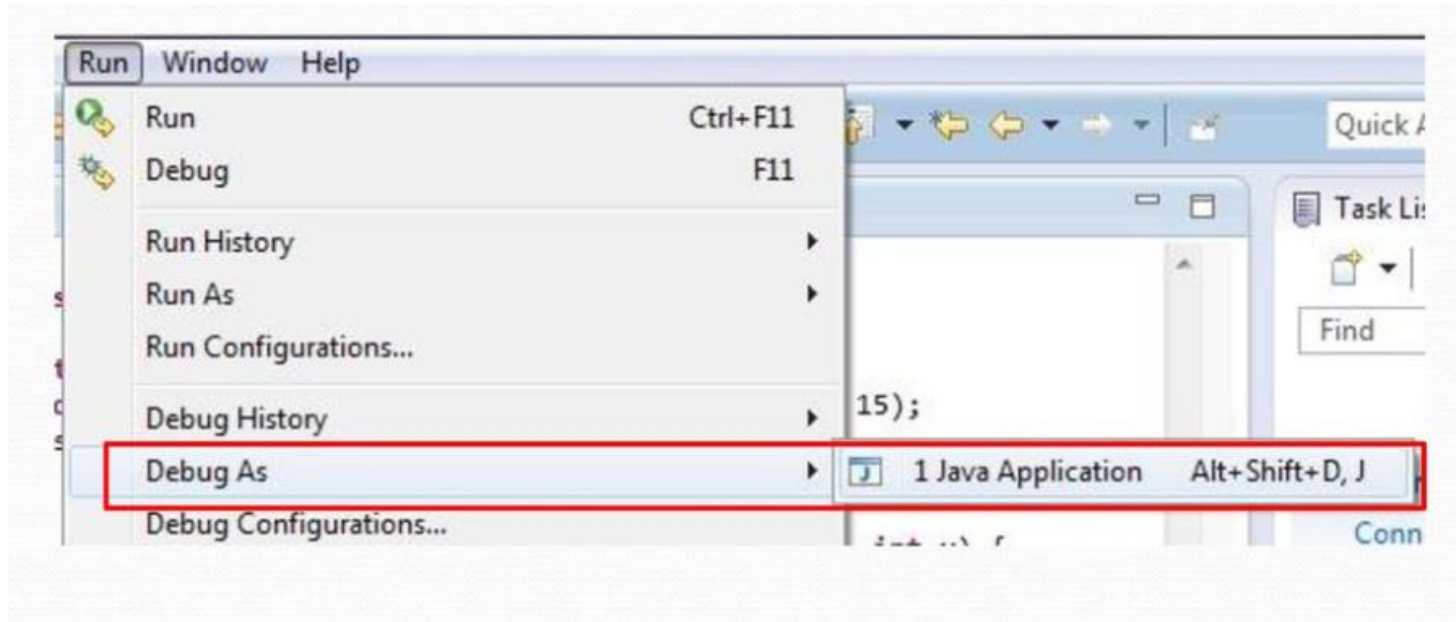 Run Window Help
Run Ctrl+F11
Debug F11
Quick A
Run History
Task Lis
Run As
Run Configurations...
Find
Debug History
15);
Debug As
1 Java Application Alt+Shift+D, J
Debug Configurations...
Conn